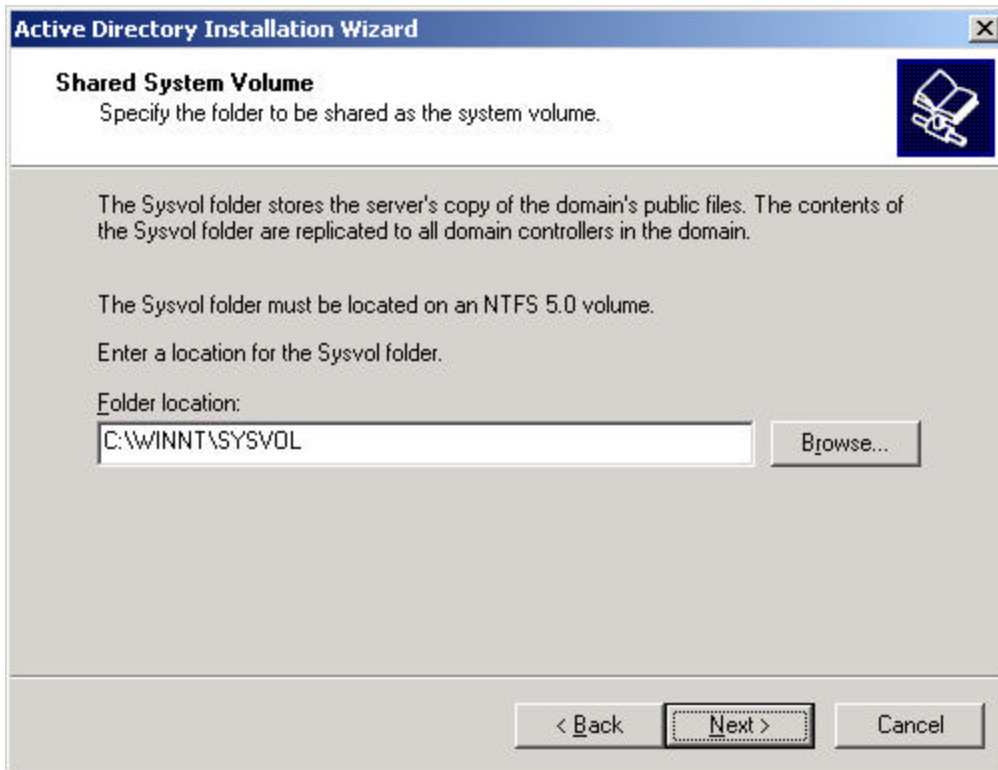 Active Directory Installation Wizard
Shared System Volume
Specify the folder to be shared as the system volume.
The Sysvol folder stores the server's copy of the domain's public files. The contents of
the Sysvol folder are replicated to all domain controllers in the domain.
The Sysvol folder must be located on an NTFS 5.0 volume.
Enter a location for the Sysvol folder.
Folder location:
C:\WINNT\SYSVOL
Browse...
< Back
Next >
Cancel